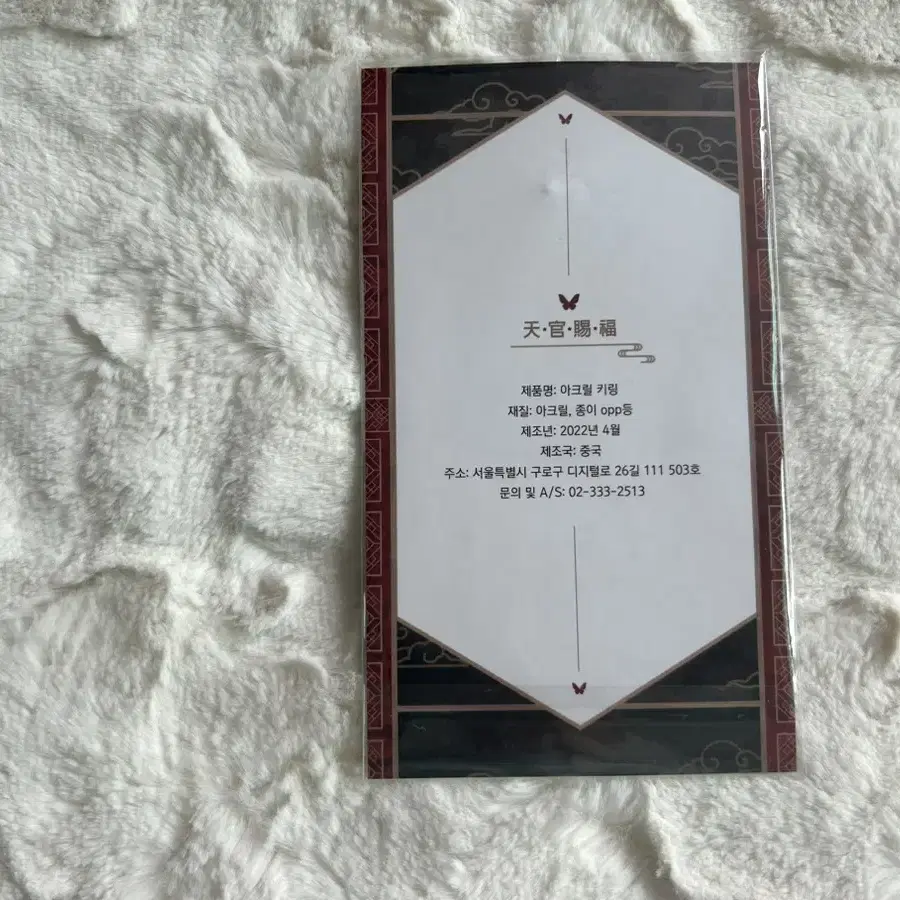 天·官·賜·福
제품명: 아크릴 키링
재질: 아크릴, 종이 opp등
제조년: 2022년 4월
제조국: 중국
주소: 서울특별시 구로구 디지털로 26길 111 503호
문의 및 A/S: 02-333-2513